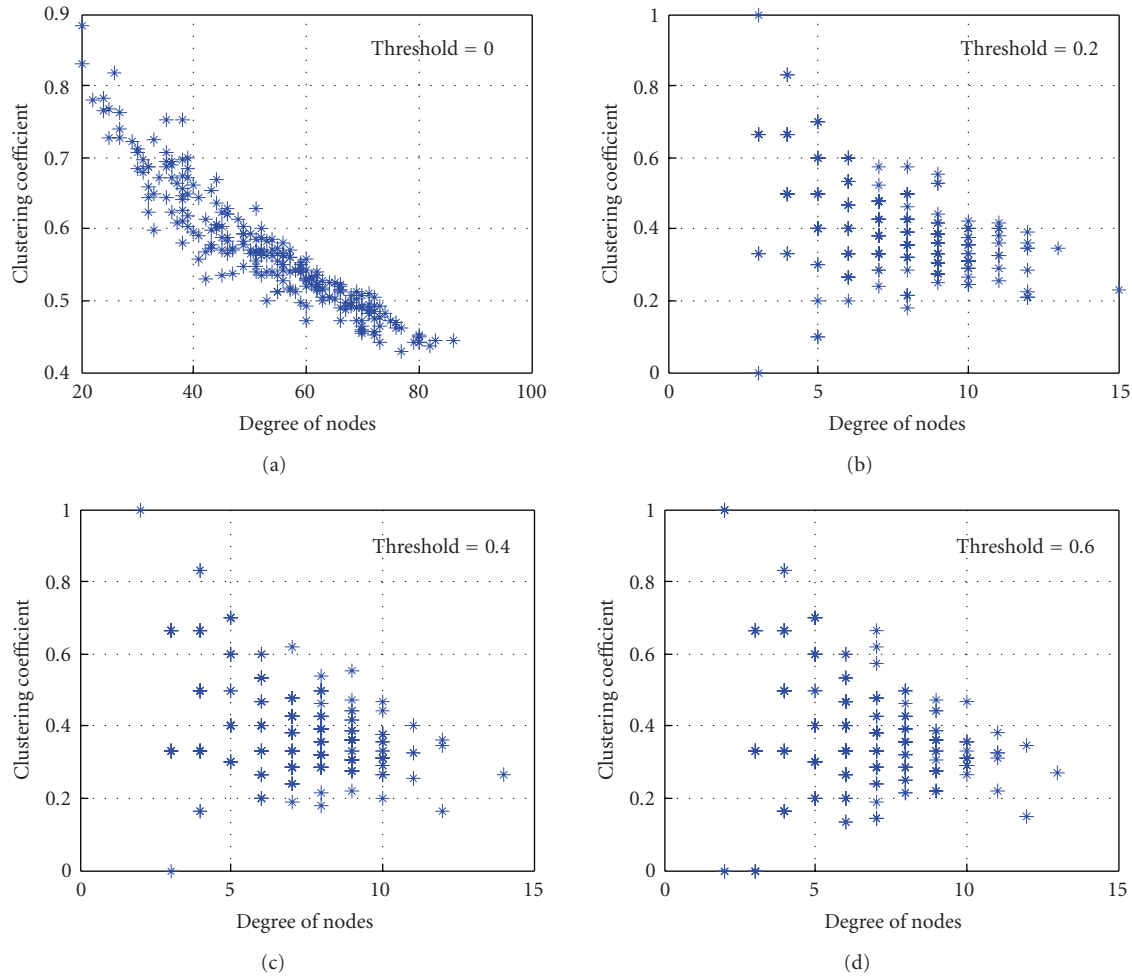 0.9
0.8
0.7
0.6
0.5
0.4
20
40
60
80
100
Clustering coefficient
Degree of nodes
Threshold = 0
(a)
1
0.8
0.6
0.4
0.2
0
0
5
10
15
Clustering coefficient
Degree of nodes
Threshold = 0.2
(b)
1
0.8
0.6
0.4
0.2
0
0
5
10
15
Clustering coefficient
Degree of nodes
Threshold = 0.4
(c)
1
0.8
0.6
0.4
0.2
0
0
5
10
15
Clustering coefficient
Degree of nodes
Threshold = 0.6
(d)